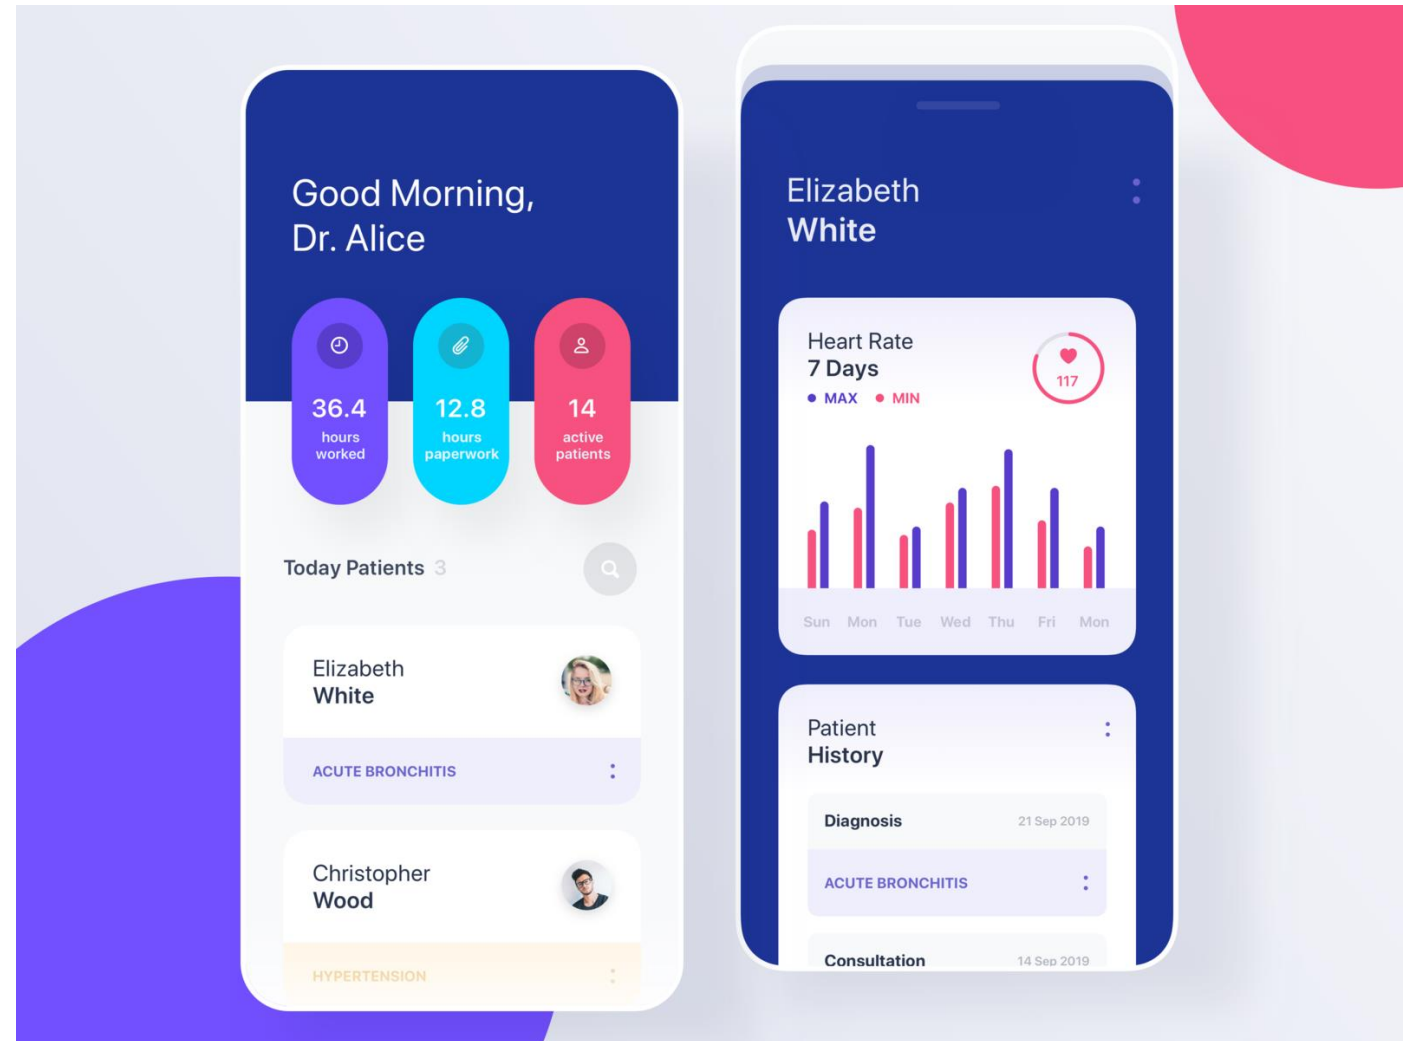 Good Morning,
Dr. Alice
36.4
hours
worked
12.8
hours
paperwork
14
active
patients
Today Patients 3
Elizabeth
White
ACUTE BRONCHITIS
Christopher
Wood
HYPERTENSION
Elizabeth
White
Heart Rate
7 Days
MAX MIN
117
Sun Mon Tue Wed Thu Fri Mon
Patient
History
Diagnosis 21 Sep 2019
ACUTE BRONCHITIS
Consultation 14 Sep 2019